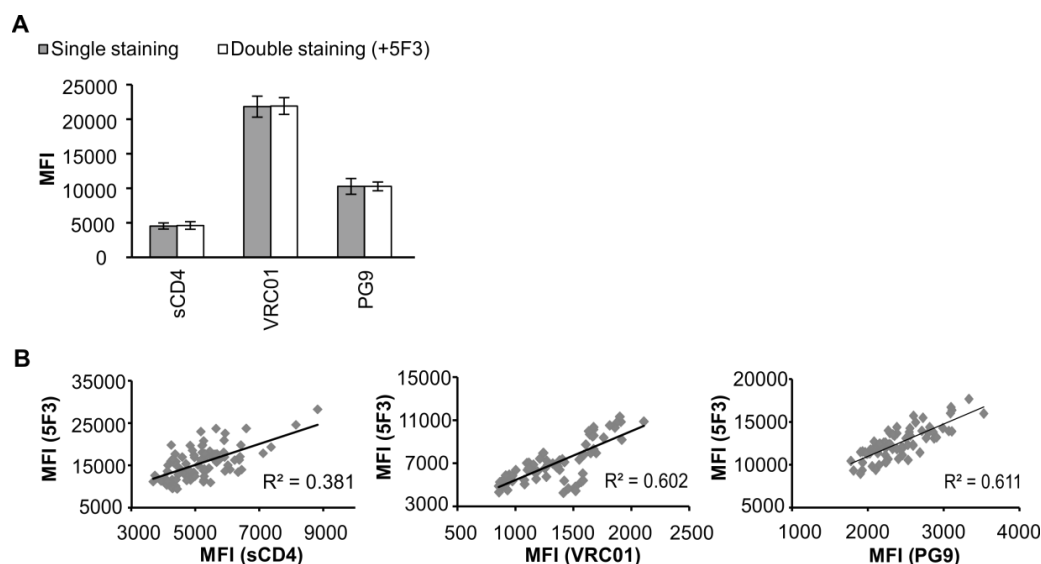 A
Single staining
Double staining (+5F3)
MFI
25000
20000
15000
10000
5000
0
sCD4
VRC01
PG9
B
MFI (5F3)
35000
25000
15000
5000
R² = 0.381
3000
5000
7000
9000
MFI (sCD4)
MFI (5F3)
15000
11000
7000
3000
R² = 0.602
500
1000
1500
2000
2500
MFI (VRC01)
MFI (5F3)
20000
15000
10000
5000
0
R² = 0.611
1000
2000
3000
4000
MFI (PG9)